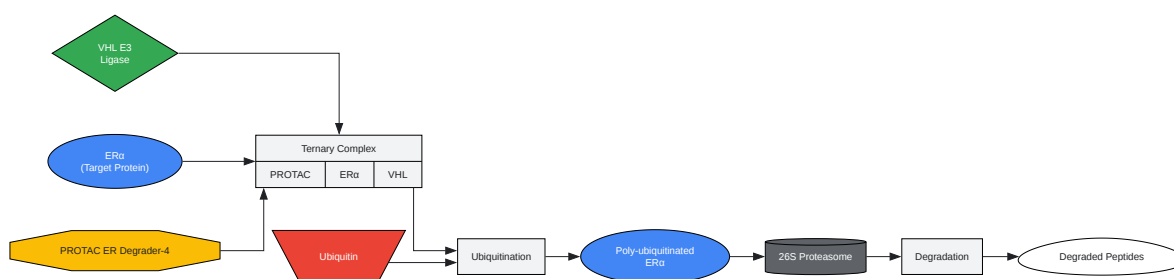 VHL E3
Ligase
ERα
(Target Protein)
Ternary Complex
PROTAC
ERα
VHL
PROTAC ER Degrader-4
Ubiquitin
Ubiquitination
Poly-ubiquitinated
ERα
26S Proteasome
Degradation
Degraded Peptides